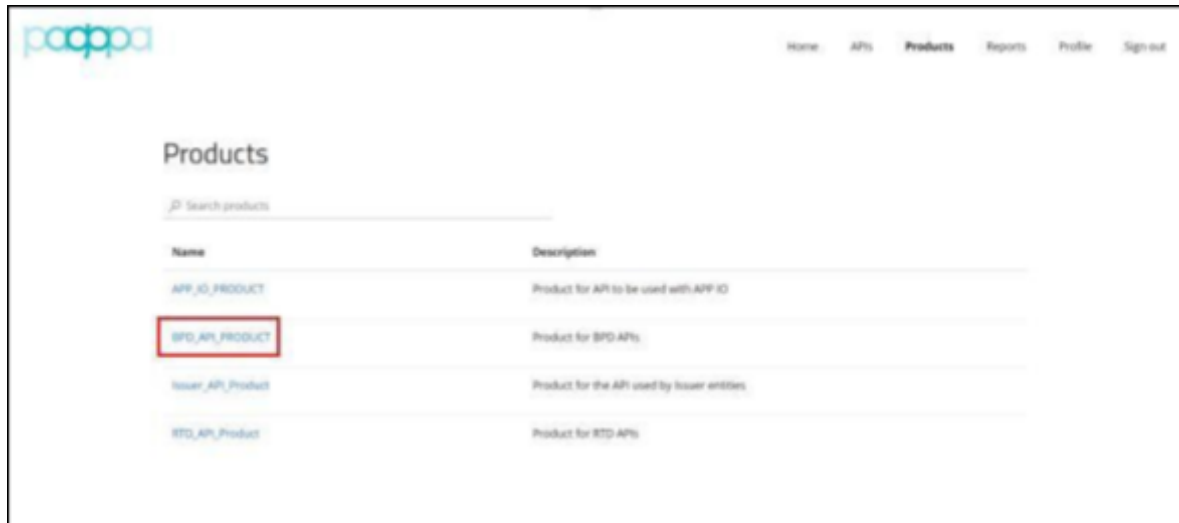 pagopa
Home APIs Products Reports Profile Sign out
Products
Search products
Name Description
APP_IO_PRODUCT Product for API to be used with APP IO
BPD_API_PRODUCT Product for BPD APIs
Issuer_API_Product Product for the API used by Issuer entities
RTD_API_Product Product for RTD APIs